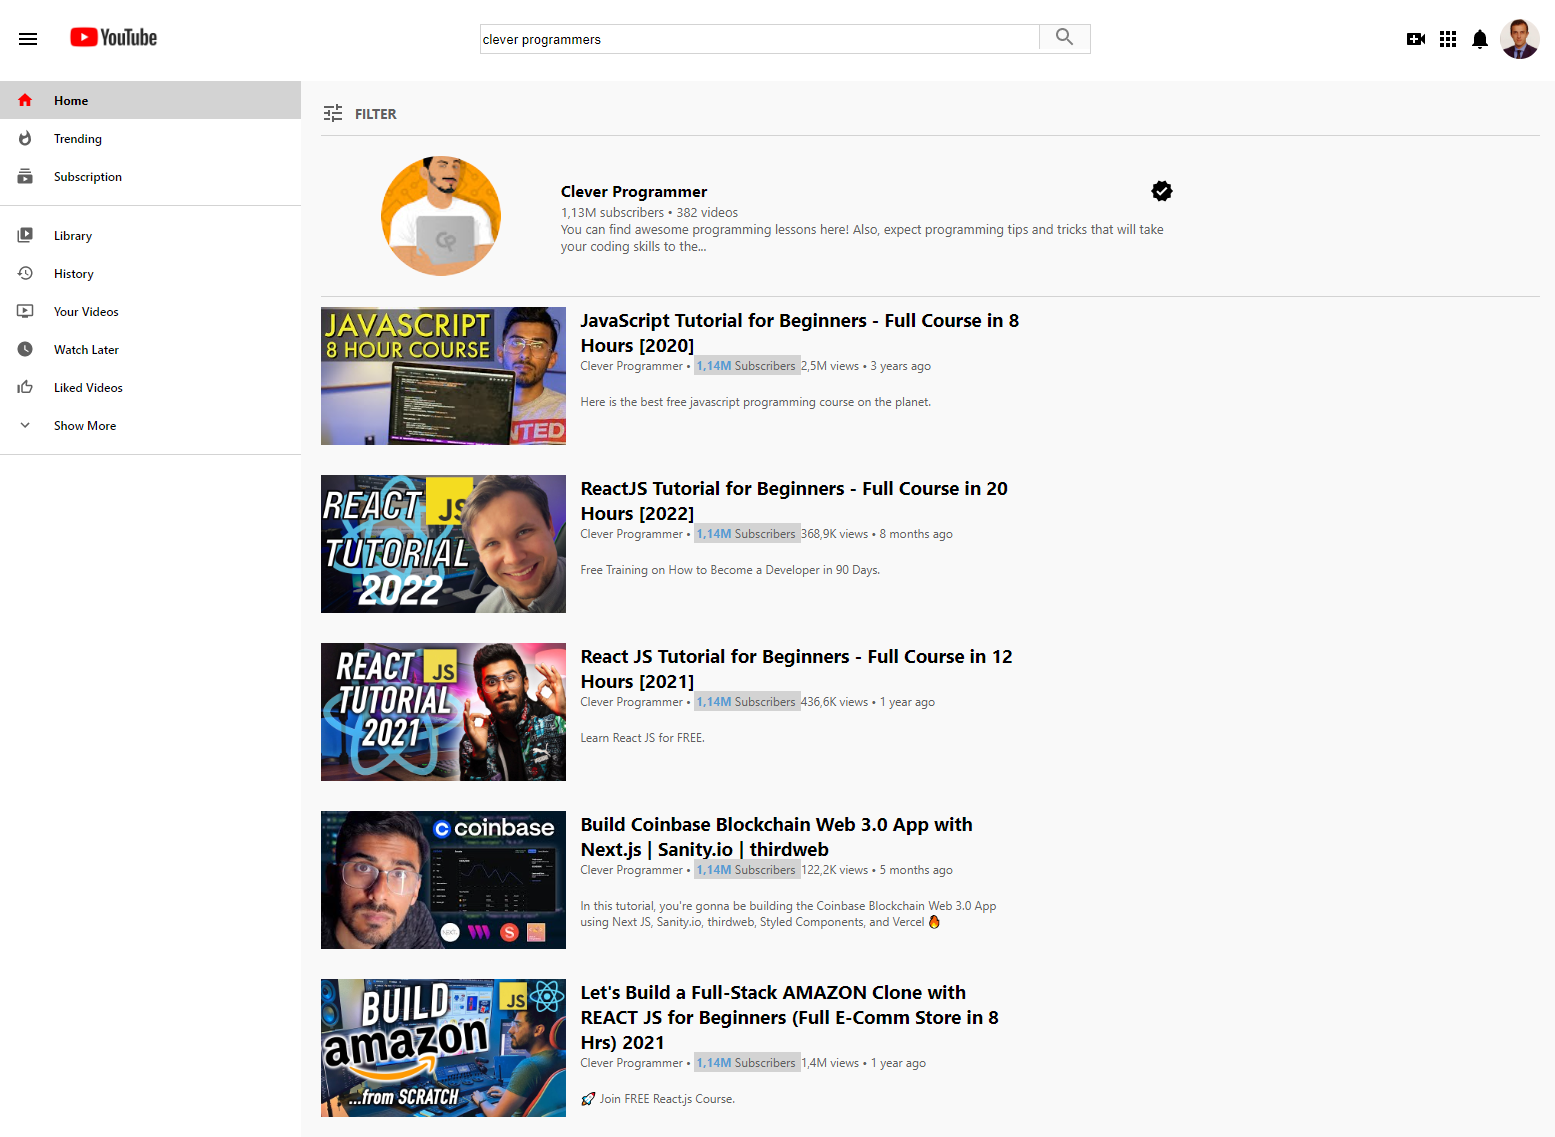 YouTube
clever programmers
Home
Trending
Subscription
Library
History
Your Videos
Watch Later
Liked Videos
Show More
FILTER
Clever Programmer
1,13M subscribers • 382 videos
You can find awesome programming lessons here! Also, expect programming tips and tricks that will take
your coding skills to the...
JAVASCRIPT
8 HOUR COURSE
NTED
JavaScript Tutorial for Beginners - Full Course in 8
Hours [2020]
Clever Programmer • 1,14M Subscribers 2,5M views • 3 years ago
Here is the best free javascript programming course on the planet.
REACT JS
TUTORIAL
2022
ReactJS Tutorial for Beginners - Full Course in 20
Hours [2022]
Clever Programmer • 1,14M Subscribers 368,9K views • 8 months ago
Free Training on How to Become a Developer in 90 Days.
REACT JS
TUTORIAL
2021
React JS Tutorial for Beginners - Full Course in 12
Hours [2021]
Clever Programmer • 1,14M Subscribers 436,6K views • 1 year ago
Learn React JS for FREE.
coinbase
Build Coinbase Blockchain Web 3.0 App with
Next.js | Sanity.io | thirdweb
Clever Programmer • 1,14M Subscribers 122,2K views • 5 months ago
In this tutorial, you're gonna be building the Coinbase Blockchain Web 3.0 App
using Next JS, Sanity.io, thirdweb, Styled Components, and Vercel 🔥
BUILD JS
amazon
...from SCRATCH
Let's Build a Full-Stack AMAZON Clone with
REACT JS for Beginners (Full E-Comm Store in 8
Hrs) 2021
Clever Programmer • 1,14M Subscribers 1,4M views • 1 year ago
🚀 Join FREE React.js Course.